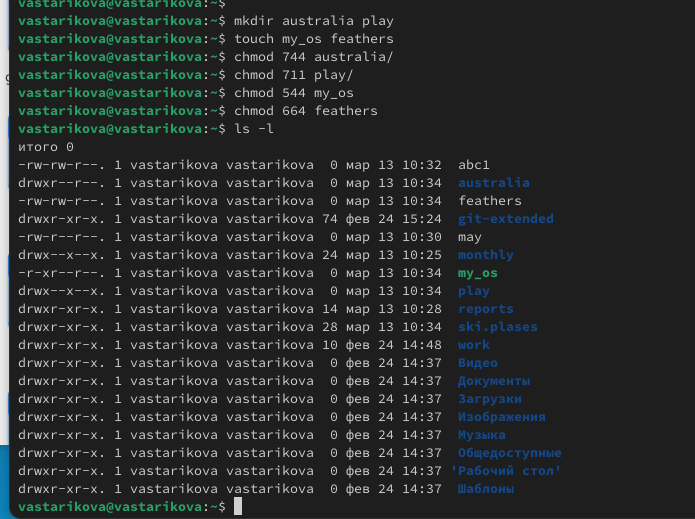 vastarikova@vastarikova:~$
vastarikova@vastarikova:~$ mkdir australia play
vastarikova@vastarikova:~$ touch my_os feathers
vastarikova@vastarikova:~$ chmod 744 australia/
vastarikova@vastarikova:~$ chmod 711 play/
vastarikova@vastarikova:~$ chmod 544 my_os
vastarikova@vastarikova:~$ chmod 664 feathers
vastarikova@vastarikova:~$ ls -l
итого 0
-rw-rw-r--. 1 vastarikova vastarikova  0 мар 13 10:32  abc1
drwxr--r--. 1 vastarikova vastarikova  0 мар 13 10:34  australia
-rw-rw-r--. 1 vastarikova vastarikova  0 мар 13 10:34  feathers
drwxr-xr-x. 1 vastarikova vastarikova 74 фев 24 15:24  git-extended
-rw-r--r--. 1 vastarikova vastarikova  0 мар 13 10:30  may
drwx--x--x. 1 vastarikova vastarikova 24 мар 13 10:25  monthly
-r-xr--r--. 1 vastarikova vastarikova  0 мар 13 10:34  my_os
drwx--x--x. 1 vastarikova vastarikova  0 мар 13 10:34  play
drwxr-xr-x. 1 vastarikova vastarikova 14 мар 13 10:28  reports
drwxr-xr-x. 1 vastarikova vastarikova 28 мар 13 10:34  ski.plases
drwxr-xr-x. 1 vastarikova vastarikova 10 фев 24 14:48  work
drwxr-xr-x. 1 vastarikova vastarikova  0 фев 24 14:37  Видео
drwxr-xr-x. 1 vastarikova vastarikova  0 фев 24 14:37  Документы
drwxr-xr-x. 1 vastarikova vastarikova  0 фев 24 14:37  Загрузки
drwxr-xr-x. 1 vastarikova vastarikova  0 фев 24 14:37  Изображения
drwxr-xr-x. 1 vastarikova vastarikova  0 фев 24 14:37  Музыка
drwxr-xr-x. 1 vastarikova vastarikova  0 фев 24 14:37  Общедоступные
drwxr-xr-x. 1 vastarikova vastarikova  0 фев 24 14:37 'Рабочий стол'
drwxr-xr-x. 1 vastarikova vastarikova  0 фев 24 14:37  Шаблоны
vastarikova@vastarikova:~$